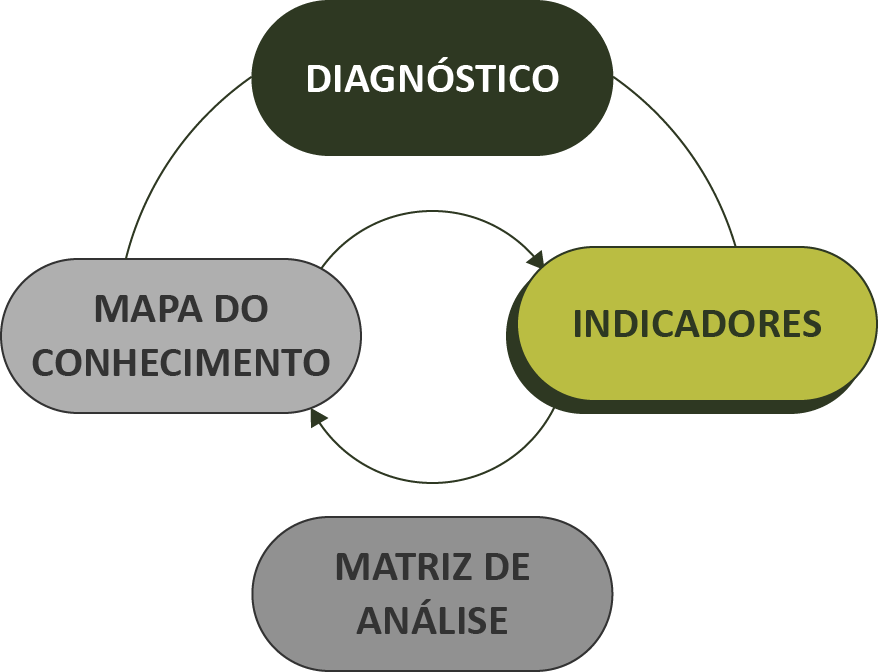 DIAGNÓSTICO
MAPA DO
CONHECIMENTO
INDICADORES
MATRIZ DE
ANÁLISE